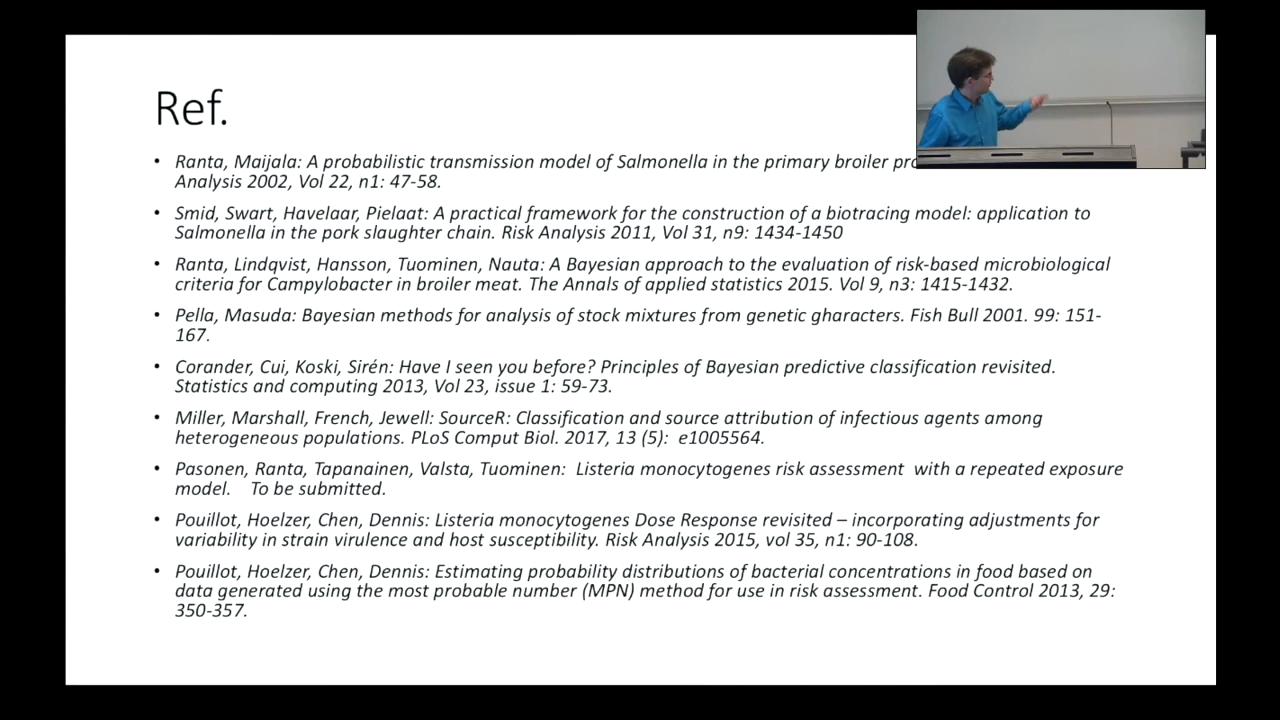 Ref.
• Ranta, Maijala: A probabilistic transmission model of Salmonella in the primary broiler
Analysis 2002, Vol 22, n1: 47-58.
• Smid, Swart, Havelaar, Pielaat: A practical framework for the construction of a biotracing model: application to
Salmonella in the pork slaughter chain. Risk Analysis 2011, Vol 31, n9: 1434-1450
• Ranta, Lindqvist, Hansson, Tuominen, Nauta: A Bayesian approach to the evaluation of risk-based microbiological
criteria for Campylobacter in broiler meat. The Annals of applied statistics 2015. Vol 9, n3: 1415-1432.
• Pella, Masuda: Bayesian methods for analysis of stock mixtures from genetic gharacters. Fish Bull 2001. 99: 151-
167.
• Corander, Cui, Koski, Sirén: Have I seen you before? Principles of Bayesian predictive classification revisited.
Statistics and computing 2013, Vol 23, issue 1: 59-73.
• Miller, Marshall, French, Jewell: SourceR: Classification and source attribution of infectious agents among
heterogeneous populations. PLoS Comput Biol. 2017, 13 (5): e1005564.
• Pasonen, Ranta, Tapanainen, Valsta, Tuominen: Listeria monocytogenes risk assessment with a repeated exposure
model. To be submitted.
• Pouillot, Hoelzer, Chen, Dennis: Listeria monocytogenes Dose Response revisited – incorporating adjustments for
variability in strain virulence and host susceptibility. Risk Analysis 2015, vol 35, n1: 90-108.
• Pouillot, Hoelzer, Chen, Dennis: Estimating probability distributions of bacterial concentrations in food based on
data generated using the most probable number (MPN) method for use in risk assessment. Food Control 2013, 29:
350-357.